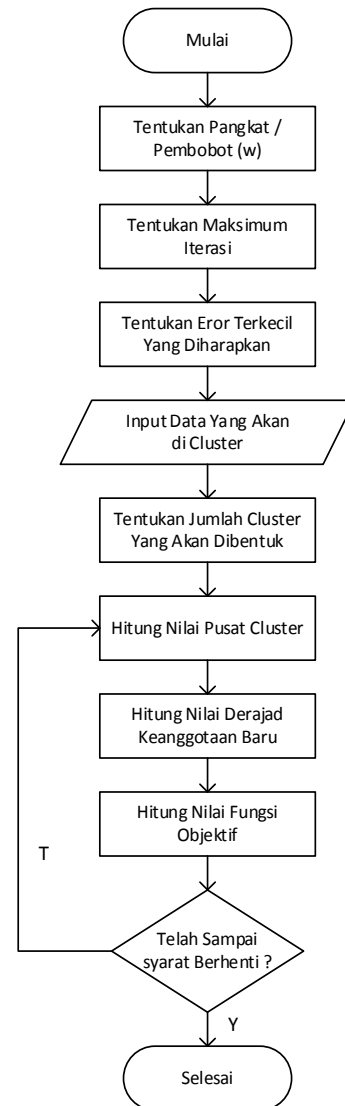 Mulai
Tentukan Pangkat /
Pembobot (w)
Tentukan Maksimum
Iterasi
Tentukan Eror Terkecil
Yang Diharapkan
Input Data Yang Akan
di Cluster
Tentukan Jumlah Cluster
Yang Akan Dibentuk
Hitung Nilai Pusat Cluster
Hitung Nilai Derajad
Keanggotaan Baru
Hitung Nilai Fungsi
Objektif
T
Telah Sampai
syarat Berhenti ?
Y
Selesai